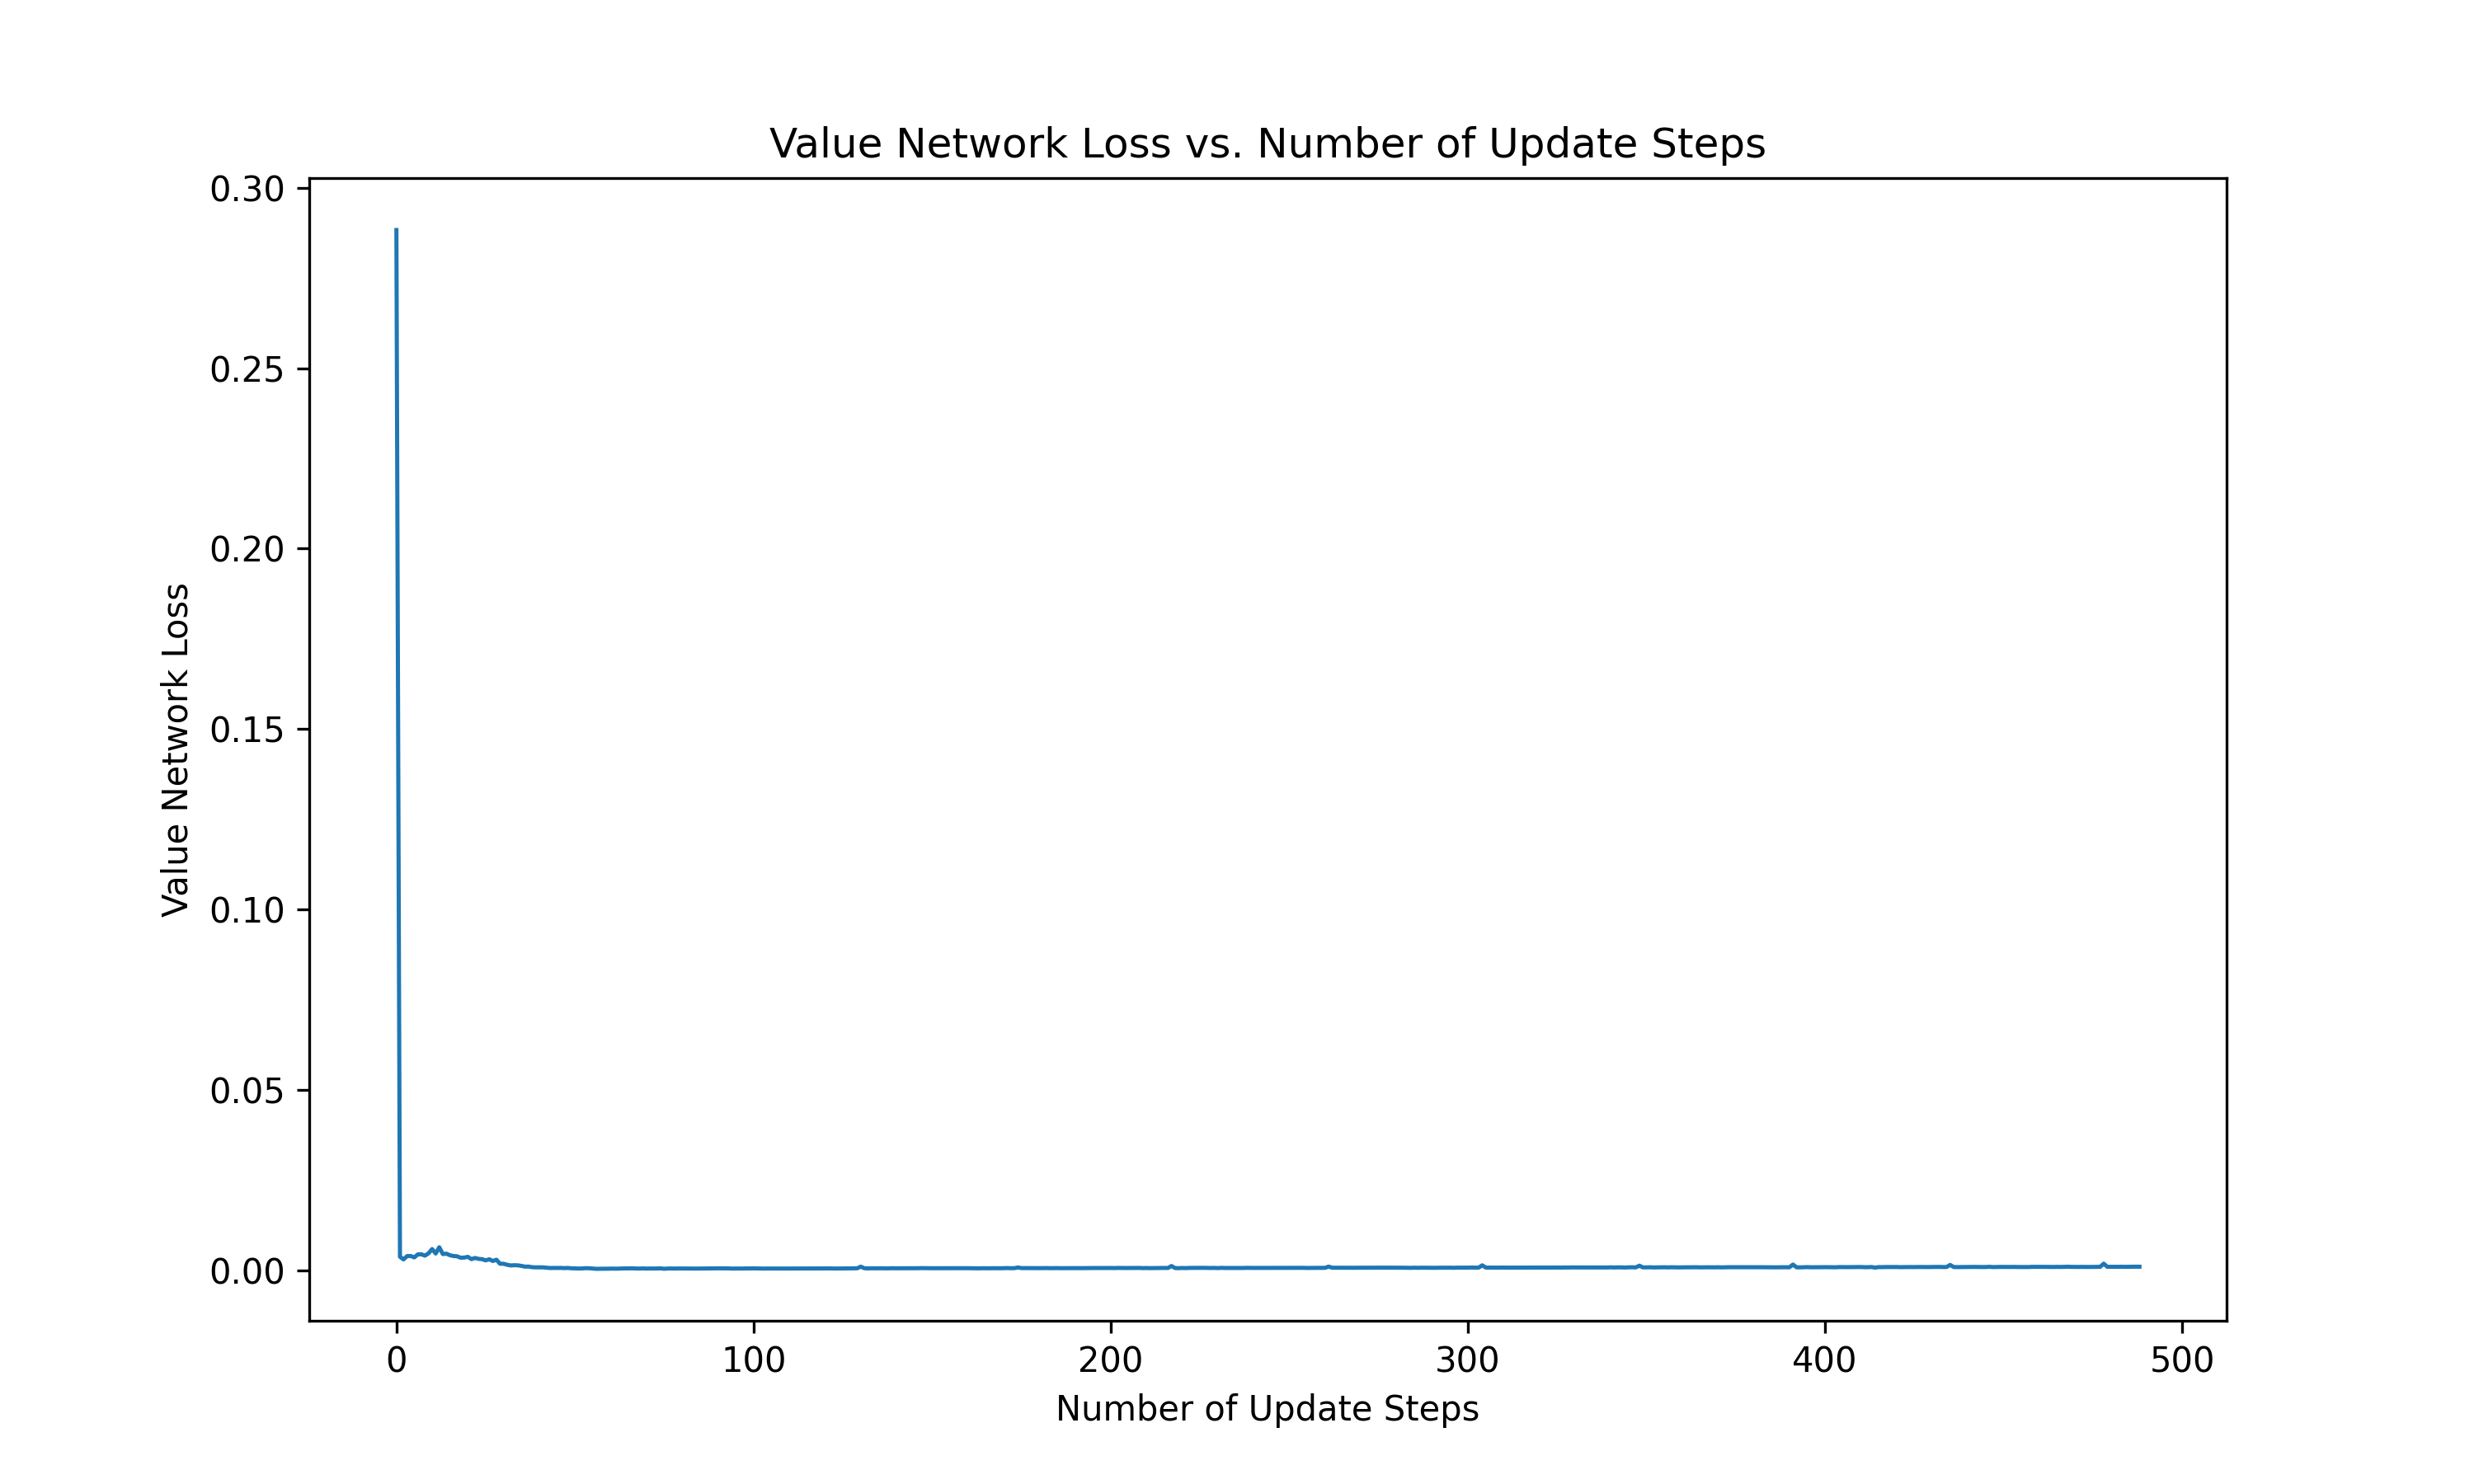 Value Network Loss vs. Number of Update Steps
0.30
0.25
0.20
0.15
0.10
0.05
0.00
Value Network Loss
0 100 200 300 400 500
Number of Update Steps